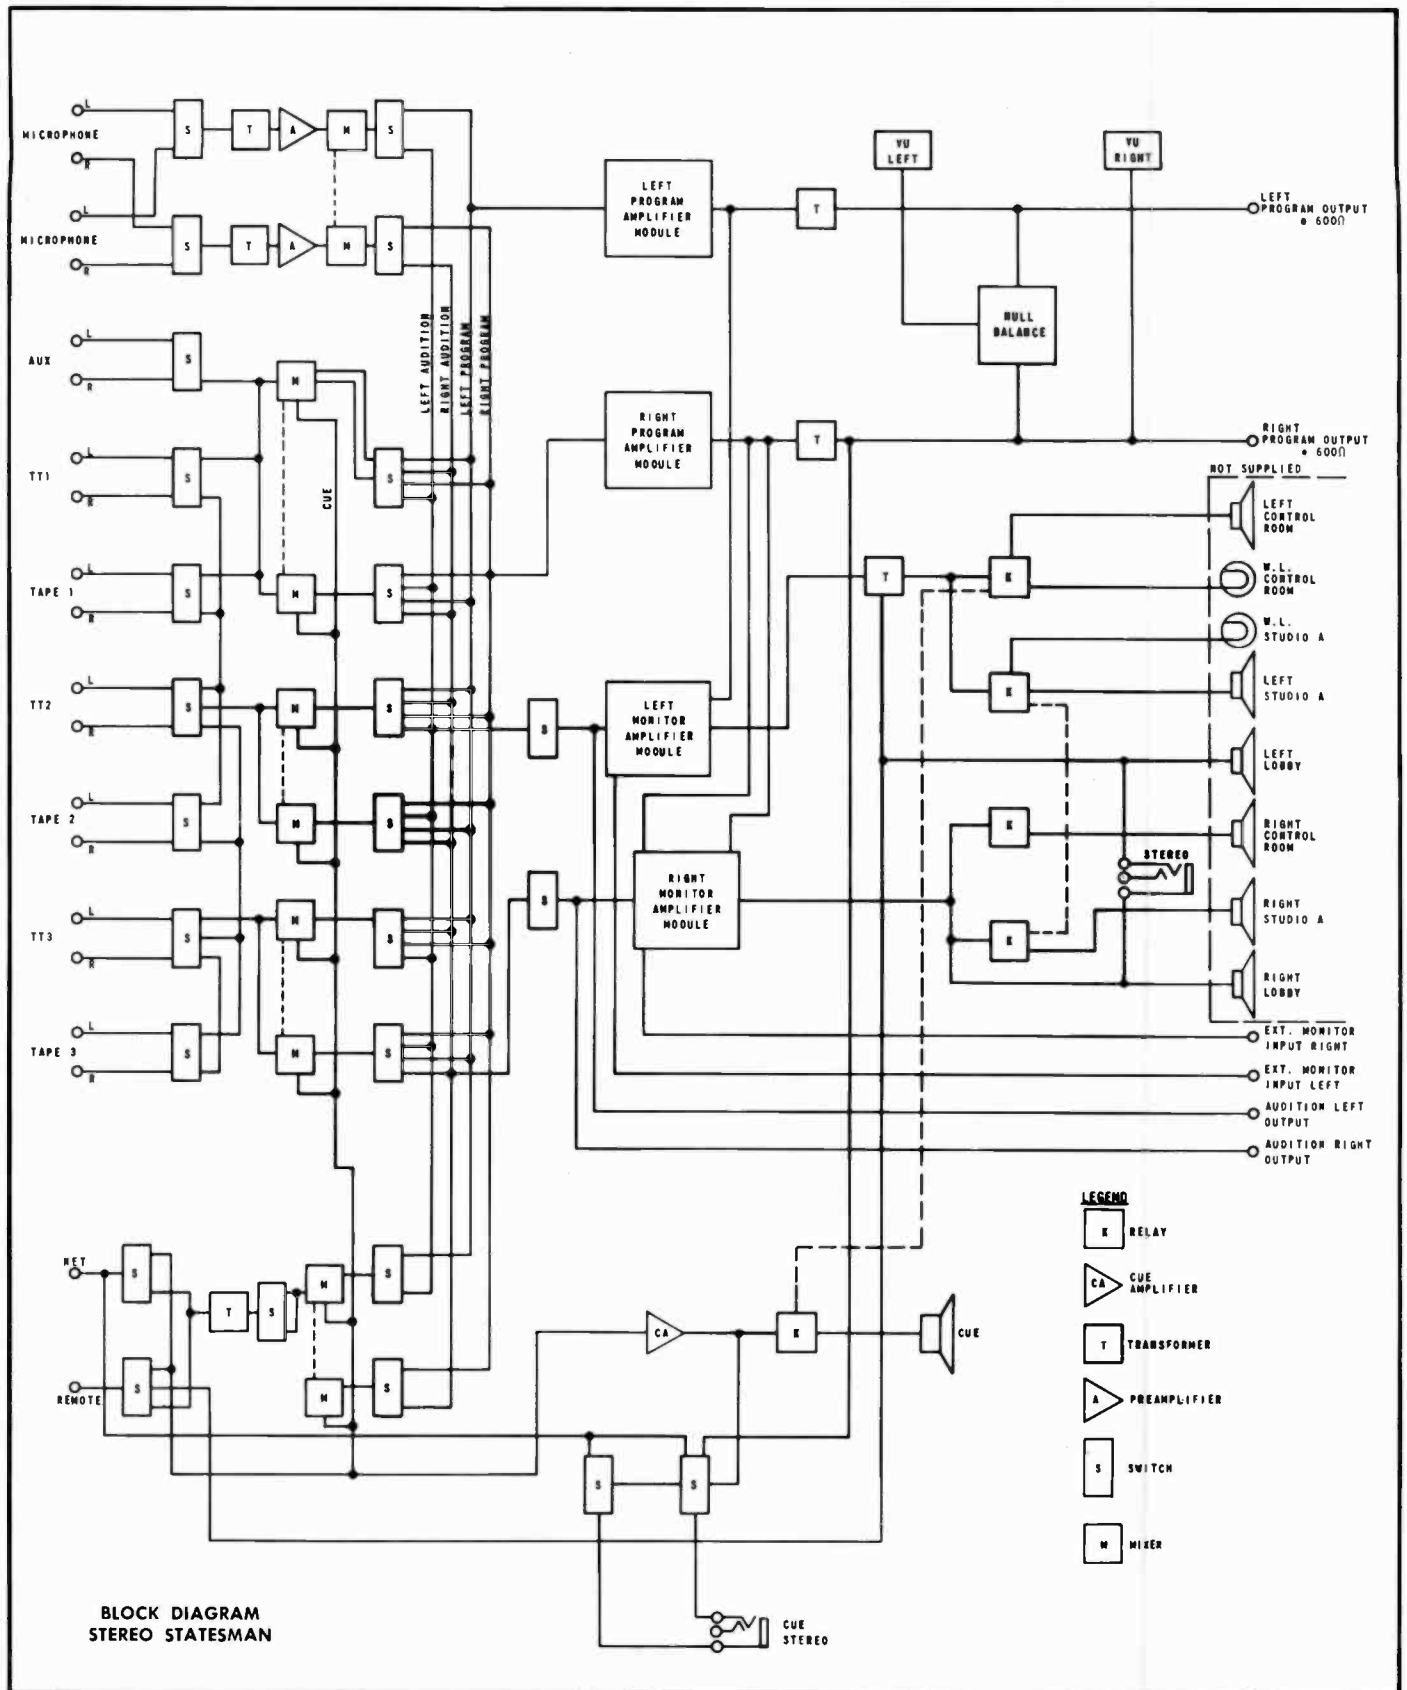 L
MICROPHONE
R
L
MICROPHONE
R
L
AUX
R
L
TT1
R
L
TAPE 1
R
L
TT2
R
L
TAPE 2
R
L
TT3
R
L
TAPE 3
R
NET
REMOTE
S
T
A
M
S
S
T
A
M
S
S
M
S
S
S
M
S
S
M
S
S
M
S
S
M
S
S
M
S
S
T
S
M
S
S
M
S
CUE
LEFT AUDITION
RIGHT AUDITION
LEFT PROGRAM
RIGHT PROGRAM
LEFT
PROGRAM
AMPLIFIER
MODULE
T
VU
LEFT
VU
RIGHT
NULL
BALANCE
LEFT
PROGRAM OUTPUT
@ 600Ω
RIGHT
PROGRAM
AMPLIFIER
MODULE
T
RIGHT
PROGRAM OUTPUT
@ 600Ω
NOT SUPPLIED
LEFT
CONTROL
ROOM
T
K
W.L.
CONTROL
ROOM
W.L.
STUDIO A
K
LEFT
STUDIO A
S
LEFT
MONITOR
AMPLIFIER
MODULE
LEFT
LOBBY
K
RIGHT
CONTROL
ROOM
STEREO
S
RIGHT
MONITOR
AMPLIFIER
MODULE
K
RIGHT
STUDIO A
RIGHT
LOBBY
EXT. MONITOR
INPUT RIGHT
EXT. MONITOR
INPUT LEFT
AUDITION LEFT
OUTPUT
AUDITION RIGHT
OUTPUT
CA
K
CUE
S
S
CUE
STEREO
LEGEND
K RELAY
CA CUE
AMPLIFIER
T TRANSFORMER
A PREAMPLIFIER
S SWITCH
M MIXER
BLOCK DIAGRAM
STEREO STATESMAN